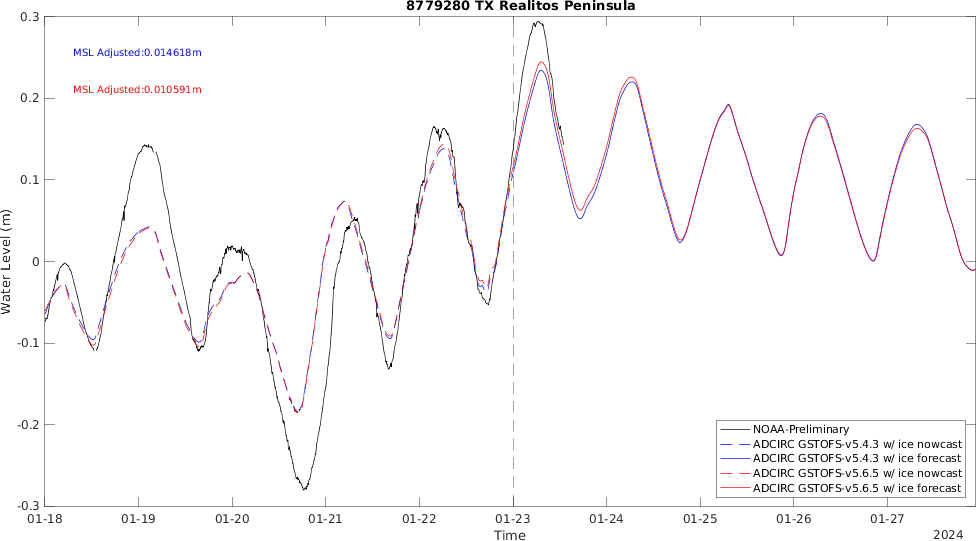 8779280 TX Realitos Peninsula
MSL Adjusted:0.014618m
MSL Adjusted:0.010591m
Water Level (m)
0.3
0.2
0.1
0
-0.1
-0.2
-0.3
NOAA-Preliminary
ADCIRC GSTOFS-v5.4.3 w/ ice nowcast
ADCIRC GSTOFS-v5.4.3 w/ ice forecast
ADCIRC GSTOFS-v5.6.5 w/ ice nowcast
ADCIRC GSTOFS-v5.6.5 w/ ice forecast
01-18 01-19 01-20 01-21 01-22 01-23 01-24 01-25 01-26 01-27
Time
2024